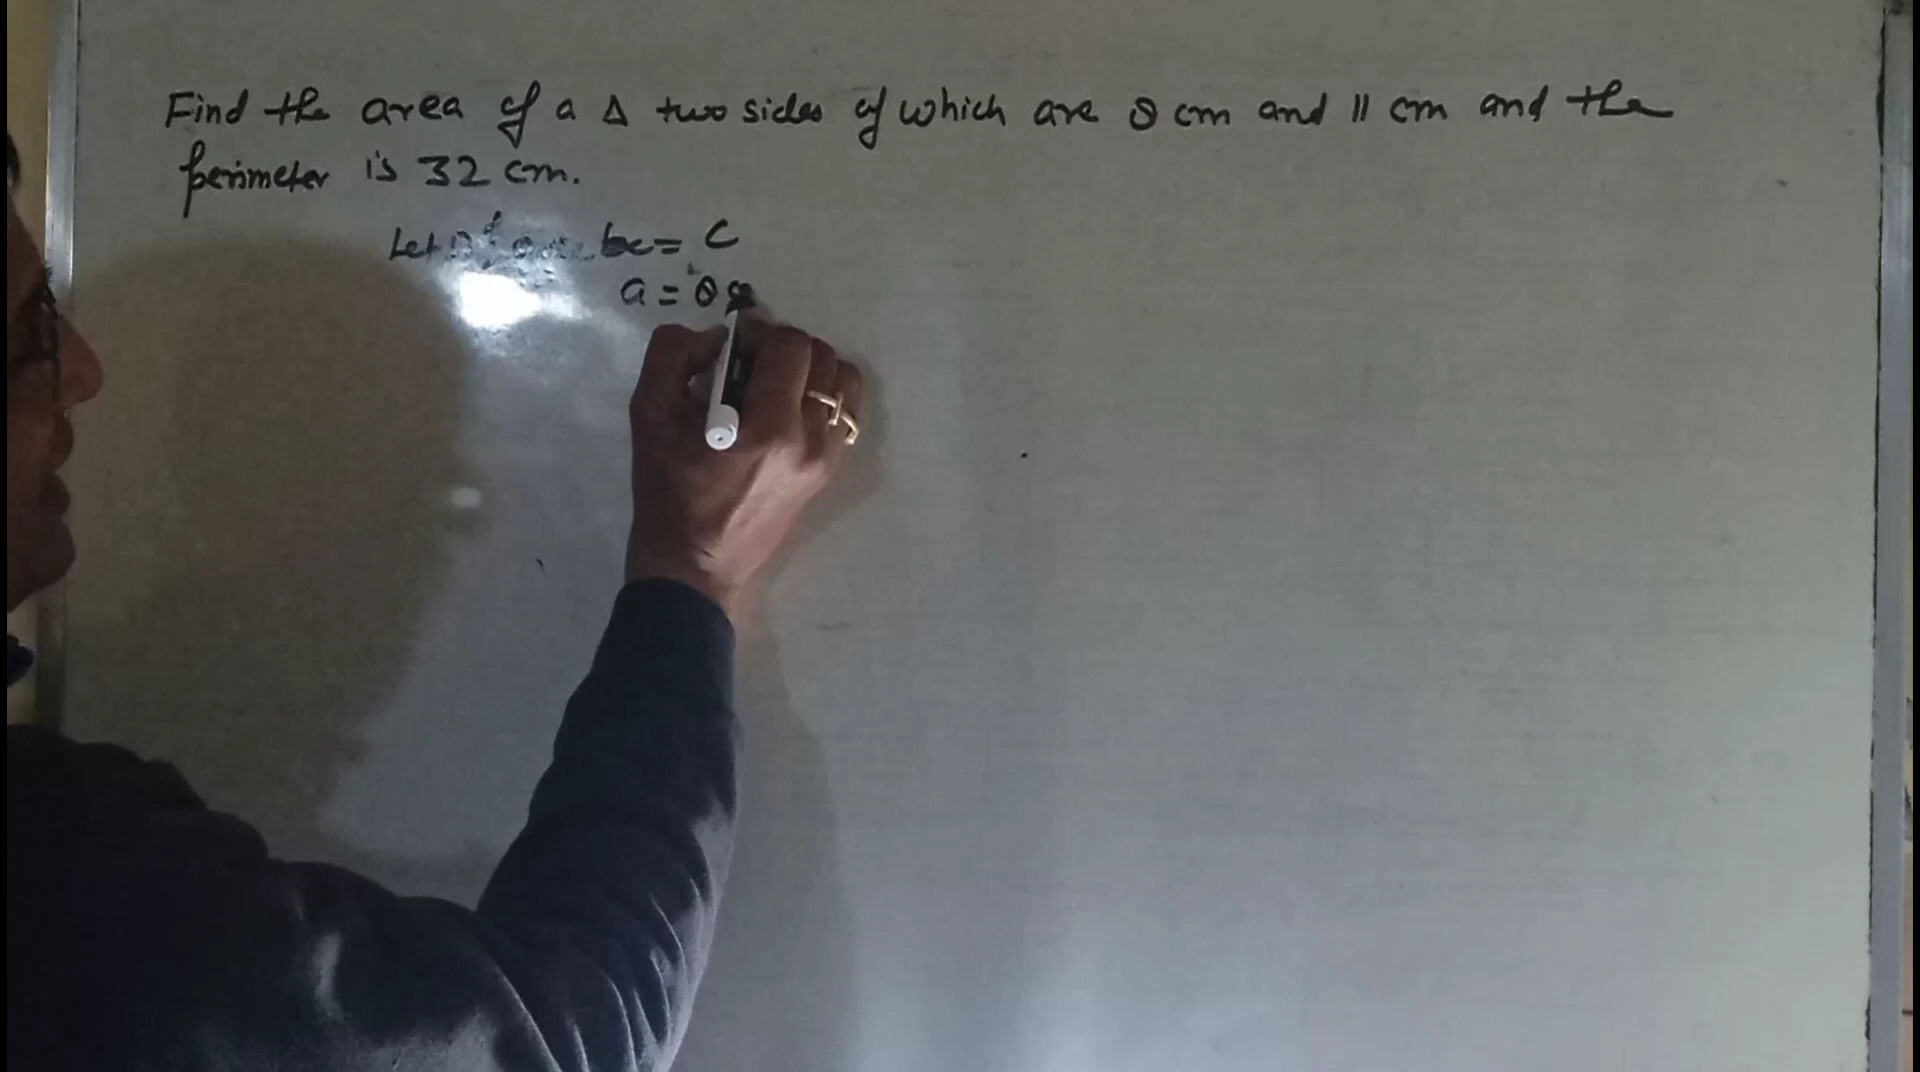 Find the area of a Δ two sides of which are 8 cm and 11 cm and the
perimeter is 32 cm.
Let = c
a = 8